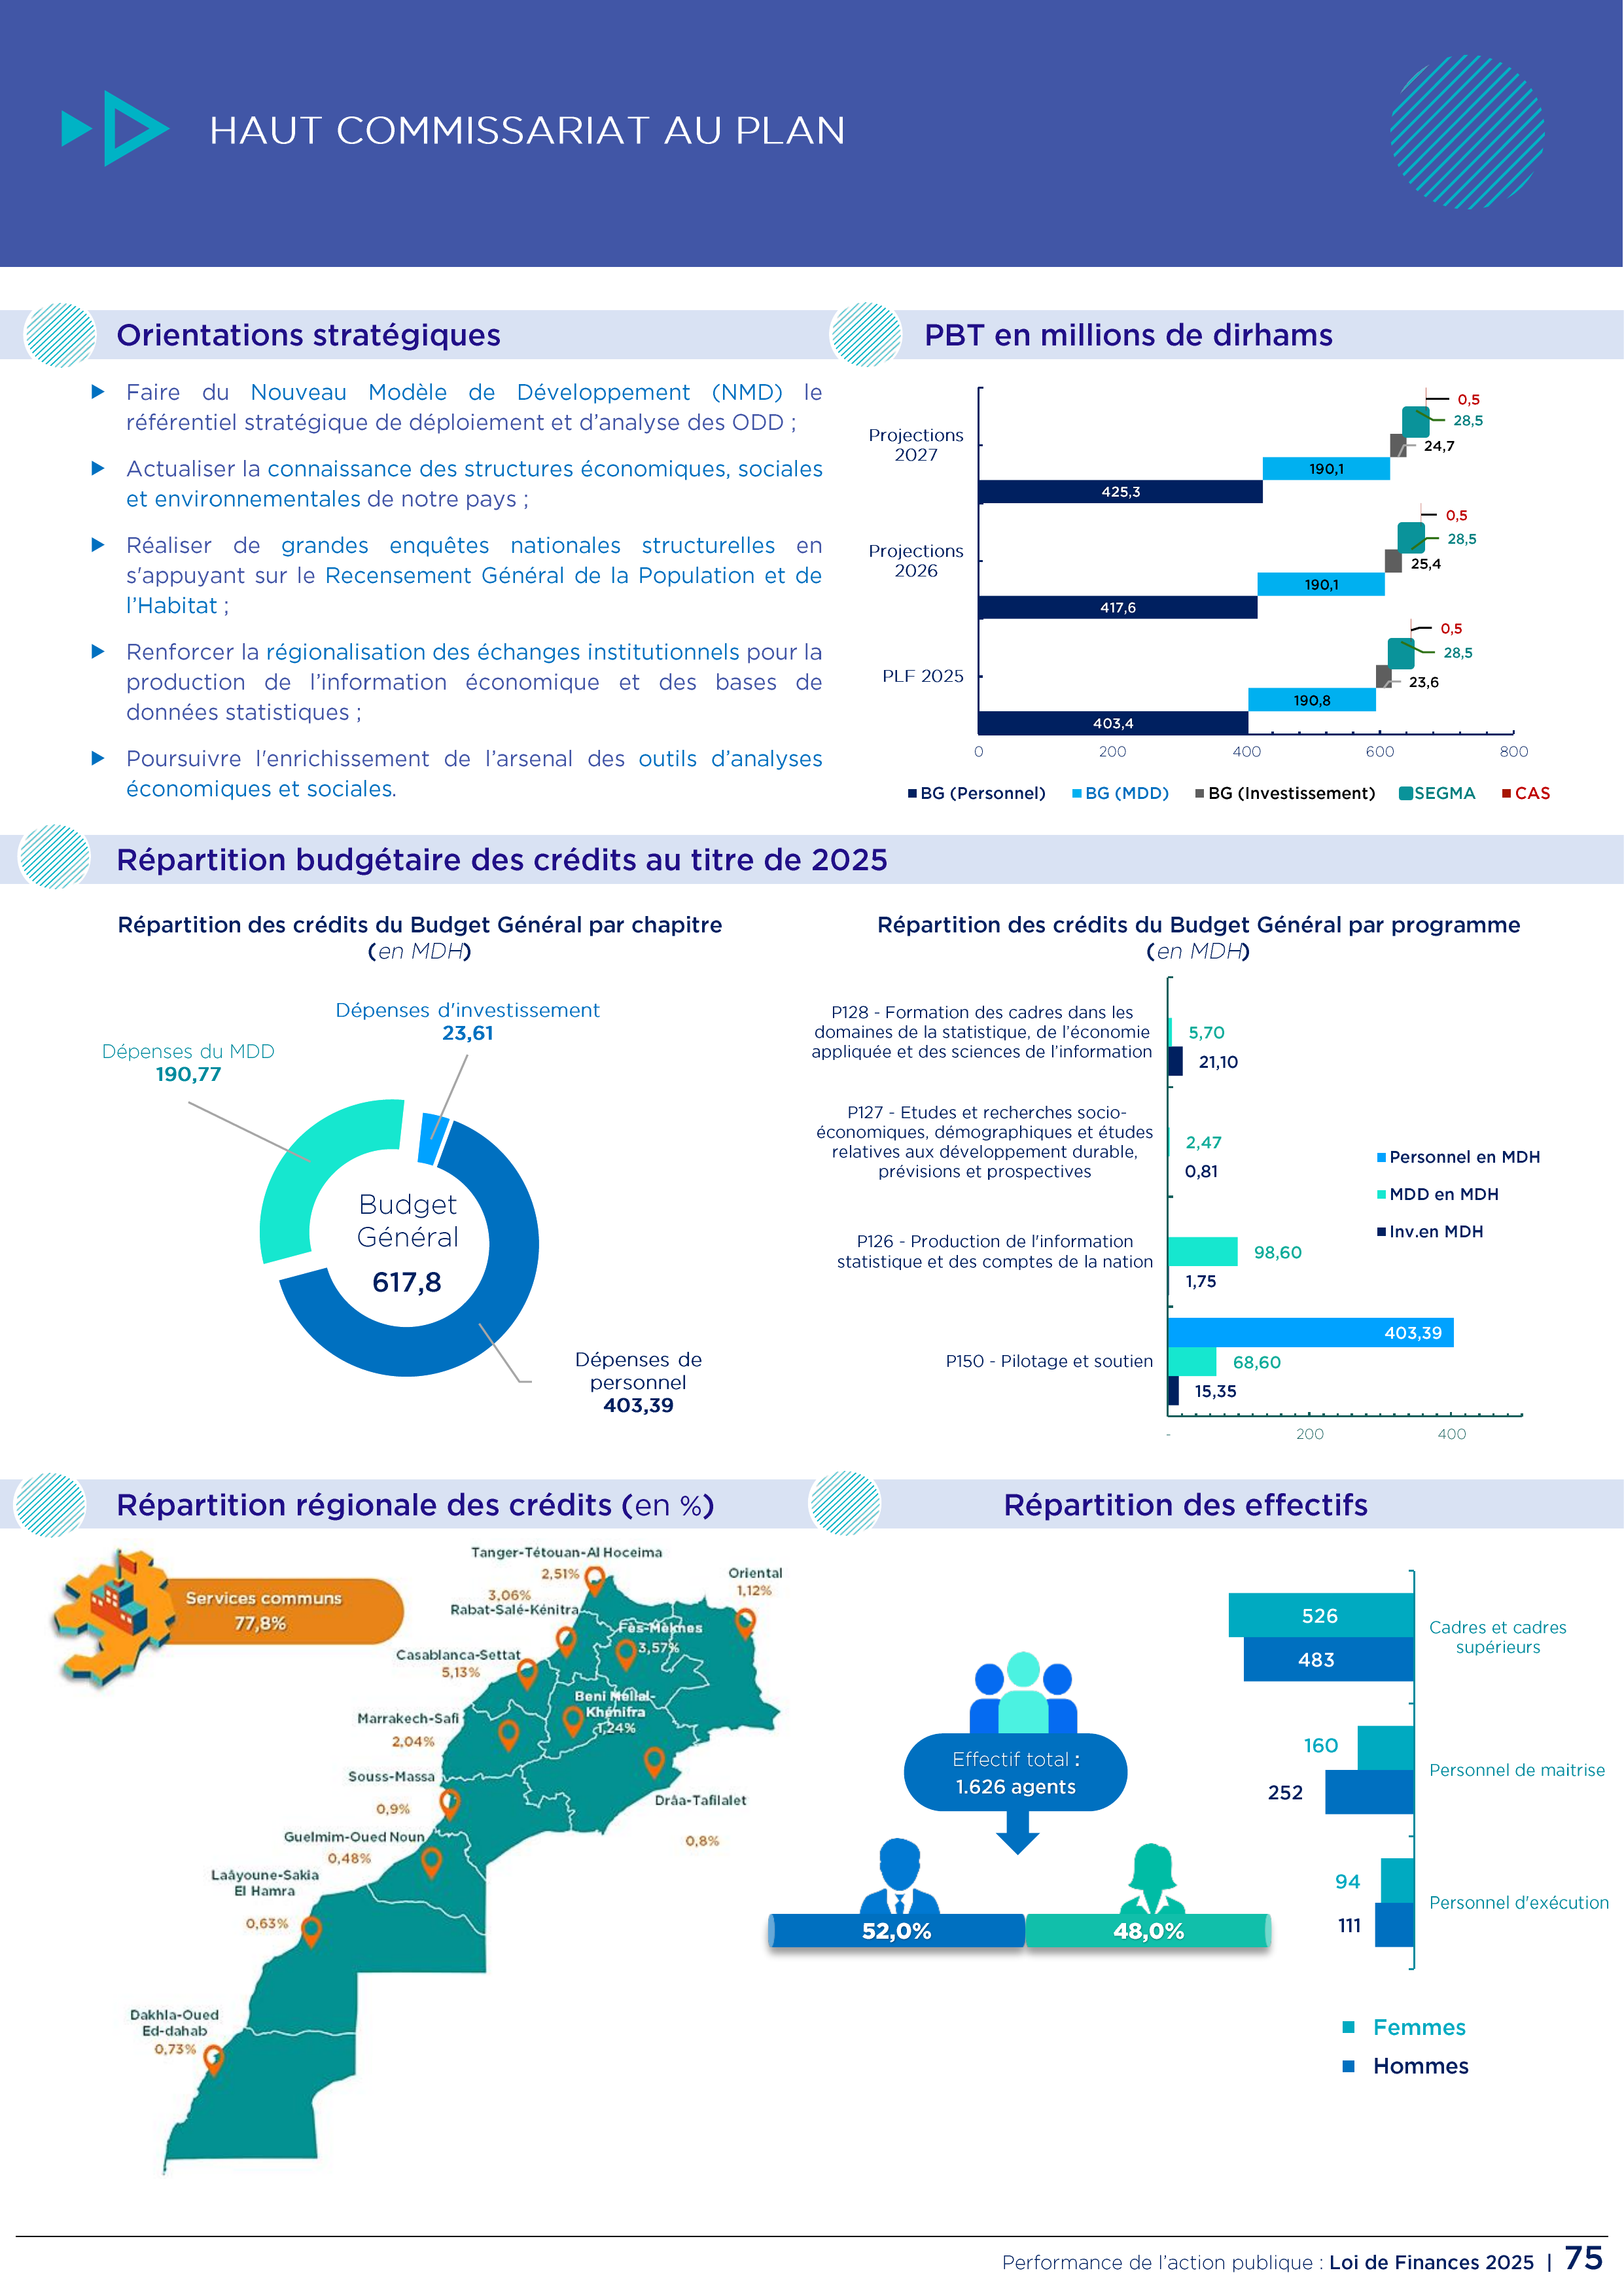 HAUT COMMISSARIAT AU PLAN
Orientations stratégiques
Faire du Nouveau Modèle de Développement (NMD) le
référentiel stratégique de déploiement et d’analyse des ODD ;
Actualiser la connaissance des structures économiques, sociales
et environnementales de notre pays ;
Réaliser de grandes enquêtes nationales structurelles en
s'appuyant sur le Recensement Général de la Population et de
l’Habitat ;
Renforcer la régionalisation des échanges institutionnels pour la
production de l’information économique et des bases de
données statistiques ;
Poursuivre l'enrichissement de l’arsenal des outils d’analyses
économiques et sociales.
PBT en millions de dirhams
Projections
2027
425,3
190,1
24,7
28,5
0,5
Projections
2026
417,6
190,1
25,4
28,5
0,5
PLF 2025
403,4
190,8
23,6
28,5
0,5
0 200 400 600 800
BG (Personnel) BG (MDD) BG (Investissement) SEGMA CAS
Répartition budgétaire des crédits au titre de 2025
Répartition des crédits du Budget Général par chapitre
(en MDH)
Dépenses d'investissement
23,61
Dépenses du MDD
190,77
Budget
Général
617,8
Dépenses de
personnel
403,39
Répartition des crédits du Budget Général par programme
(en MDH)
P128 - Formation des cadres dans les
domaines de la statistique, de l’économie
appliquée et des sciences de l’information
5,70
21,10
P127 - Etudes et recherches socio-
économiques, démographiques et études
relatives aux développement durable,
prévisions et prospectives
2,47
0,81
P126 - Production de l'information
statistique et des comptes de la nation
98,60
1,75
P150 - Pilotage et soutien
403,39
68,60
15,35
- 200 400
Personnel en MDH
MDD en MDH
Inv.en MDH
Répartition régionale des crédits (en %)
Services communs
77,8%
Tanger-Tétouan-Al Hoceima
2,51%
Oriental
1,12%
3,06%
Rabat-Salé-Kénitra
Fès-Meknes
3,57%
Casablanca-Settat
5,13%
Beni Mellal-
Khénifra
1,24%
Marrakech-Safi
2,04%
Souss-Massa
0,9%
Drâa-Tafilalet
0,8%
Guelmim-Oued Noun
0,48%
Laâyoune-Sakia
El Hamra
0,63%
Dakhla-Oued
Ed-dahab
0,73%
Répartition des effectifs
Effectif total :
1.626 agents
52,0%
48,0%
526
483
Cadres et cadres
supérieurs
160
252
Personnel de maitrise
94
111
Personnel d'exécution
Femmes
Hommes
Performance de l’action publique : Loi de Finances 2025 | 75